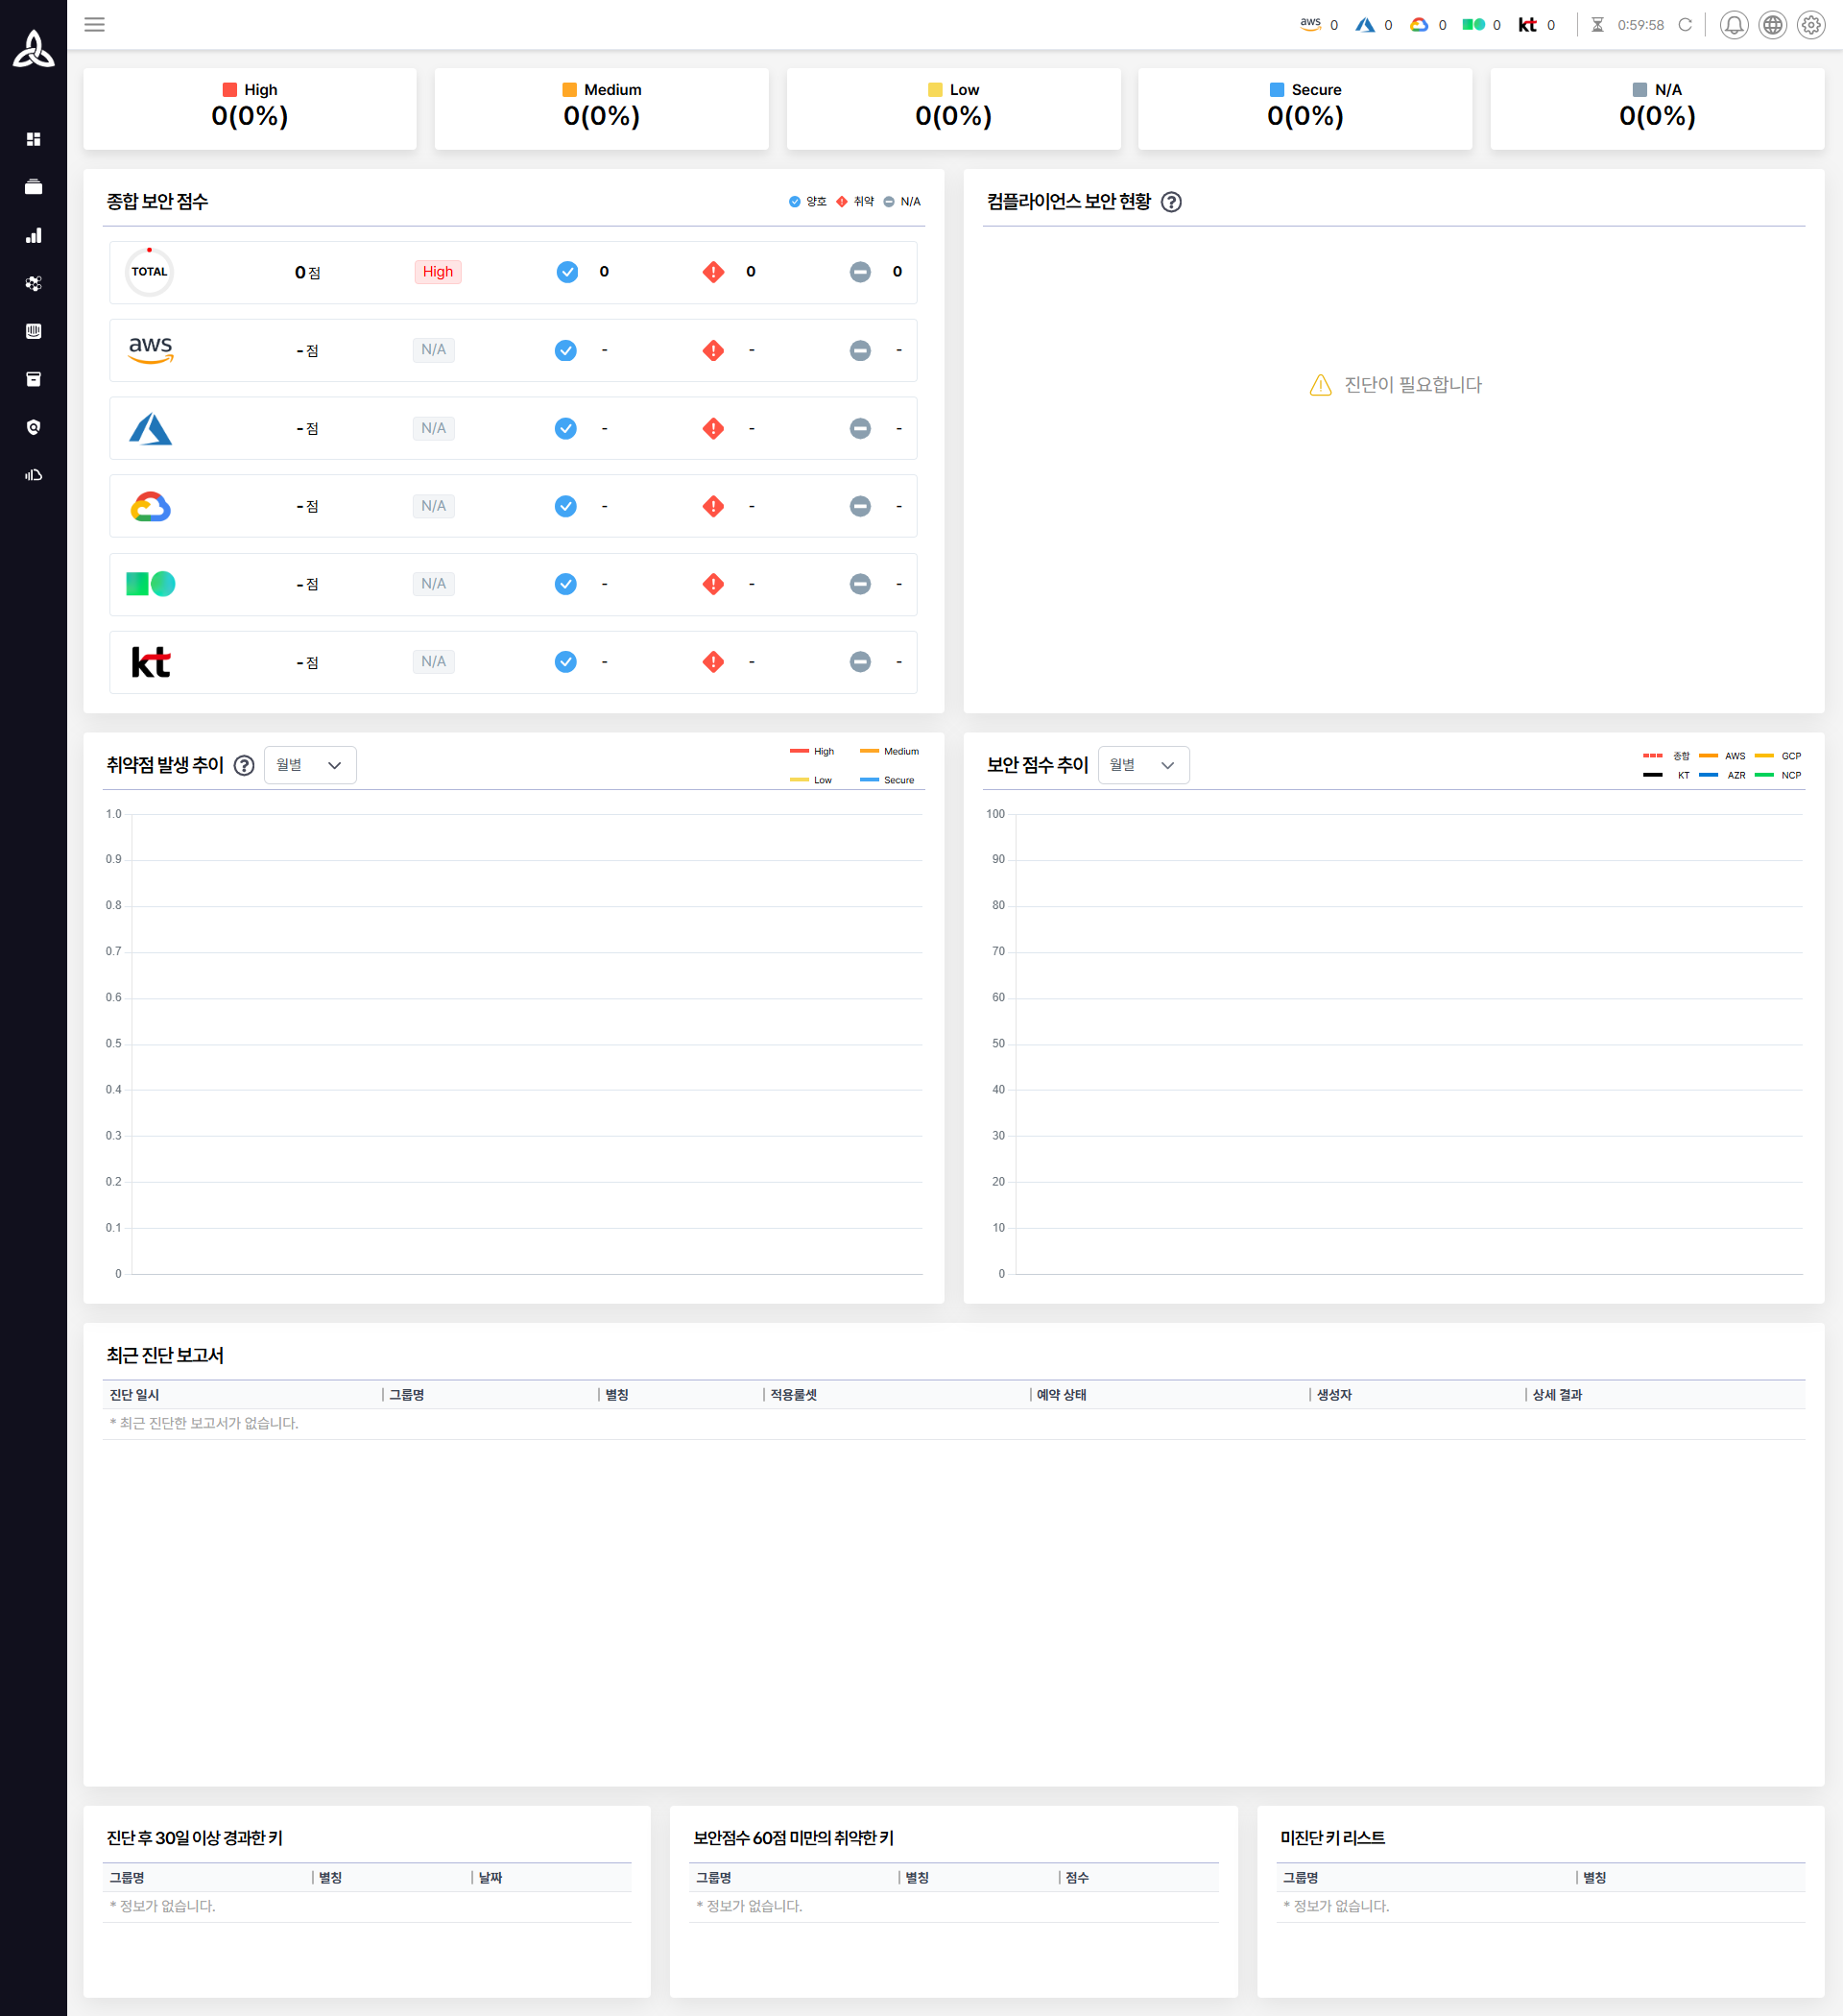 aws 0 0 0 0 kt 0 0:59:58
High Medium Low Secure N/A
0(0%) 0(0%) 0(0%) 0(0%) 0(0%)
종합 보안 점수 양호 취약 N/A
TOTAL 0 점 High 0 0 0
aws - 점 N/A - - -
- 점 N/A - - -
- 점 N/A - - -
- 점 N/A - - -
kt - 점 N/A - - -
컴플라이언스 보안 현황 ?
진단이 필요합니다
취약점 발생 추이 ? 월별
High Medium
Low Secure
1.0
0.9
0.8
0.7
0.6
0.5
0.4
0.3
0.2
0.1
0
보안 점수 추이 월별
종합 AWS GCP
KT AZR NCP
100
90
80
70
60
50
40
30
20
10
0
최근 진단 보고서
진단 일시 그룹명 별칭 적용룰셋 예약 상태 생성자 상세 결과
* 최근 진단한 보고서가 없습니다.
진단 후 30일 이상 경과한 키
그룹명 별칭 날짜
* 정보가 없습니다.
보안점수 60점 미만의 취약한 키
그룹명 별칭 점수
* 정보가 없습니다.
미진단 키 리스트
그룹명 별칭
* 정보가 없습니다.